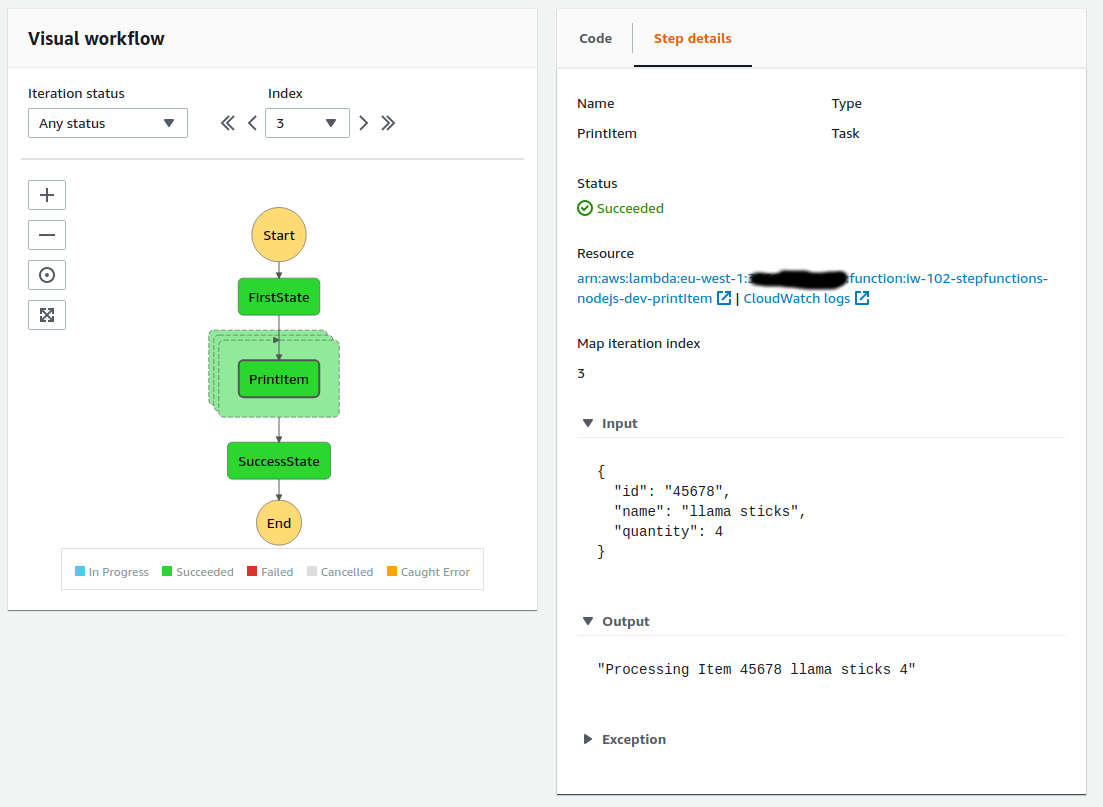 Visual workflow
Iteration status
Index
Any status
3
Start
FirstState
PrintItem
SuccessState
End
In Progress
Succeeded
Failed
Cancelled
Caught Error
Code
Step details
Name
Type
PrintItem
Task
Status
Succeeded
Resource
arn:aws:lambda:eu-west-1: function:iw-102-stepfunctions-
nodejs-dev-printItem | CloudWatch logs
Map iteration index
3
Input
{
"id": "45678",
"name": "llama sticks",
"quantity": 4
}
Output
"Processing Item 45678 llama sticks 4"
Exception